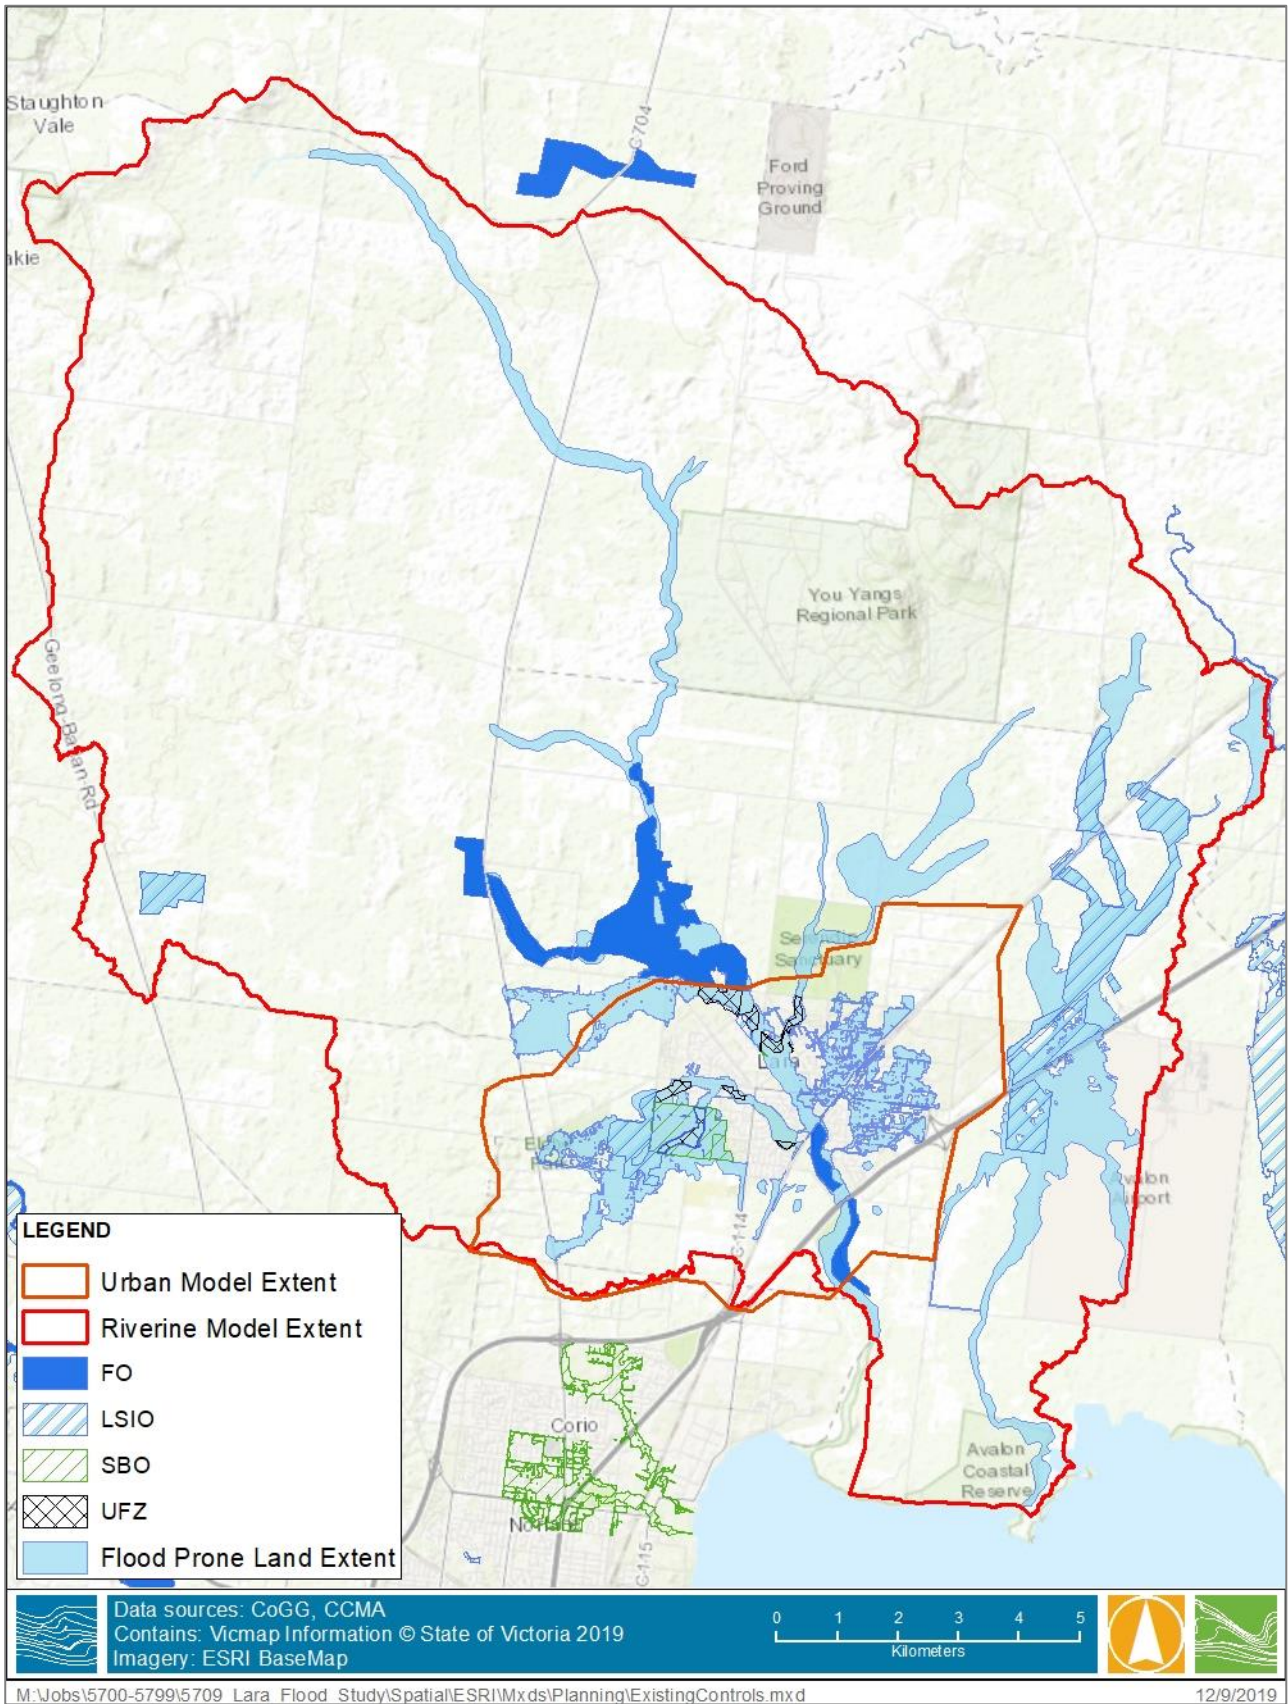 Staughton
Vale
C704
Ford
Proving
Ground
akie
You Yangs
Regional Park
Geelong-Bacchan-Rd
Sanctuary
Lara
Avalon
Airport
C114
LEGEND
Urban Model Extent
Riverine Model Extent
FO
LSIO
SBO
UFZ
Flood Prone Land Extent
Corio
Norlane
C115
Avalon
Coastal
Reserve
Data sources: CoGG, CCMA
Contains: Vicmap Information © State of Victoria 2019
Imagery: ESRI BaseMap
0 1 2 3 4 5
Kilometers
M:\Jobs\5700-5799\5709_Lara_Flood_Study\Spatial\ESRI\Mxds\Planning\ExistingControls.mxd
12/9/2019